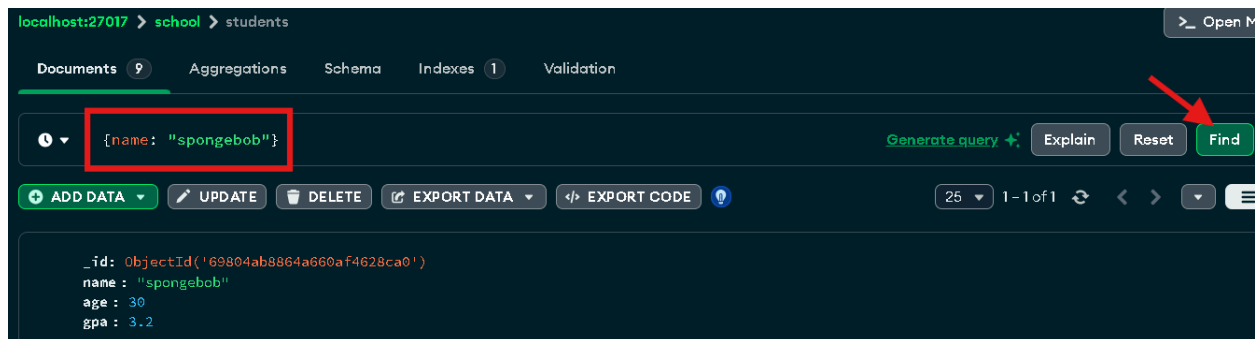 localhost:27017 > school > students
>_ Open M
Documents 9 Aggregations Schema Indexes 1 Validation
{name: "spongebob"}
Generate query Explain Reset Find
ADD DATA UPDATE DELETE EXPORT DATA </> EXPORT CODE 25 1-1 of 1
_id: ObjectId('69804ab8864a660af4628ca0')
name : "spongebob"
age : 30
gpa : 3.2